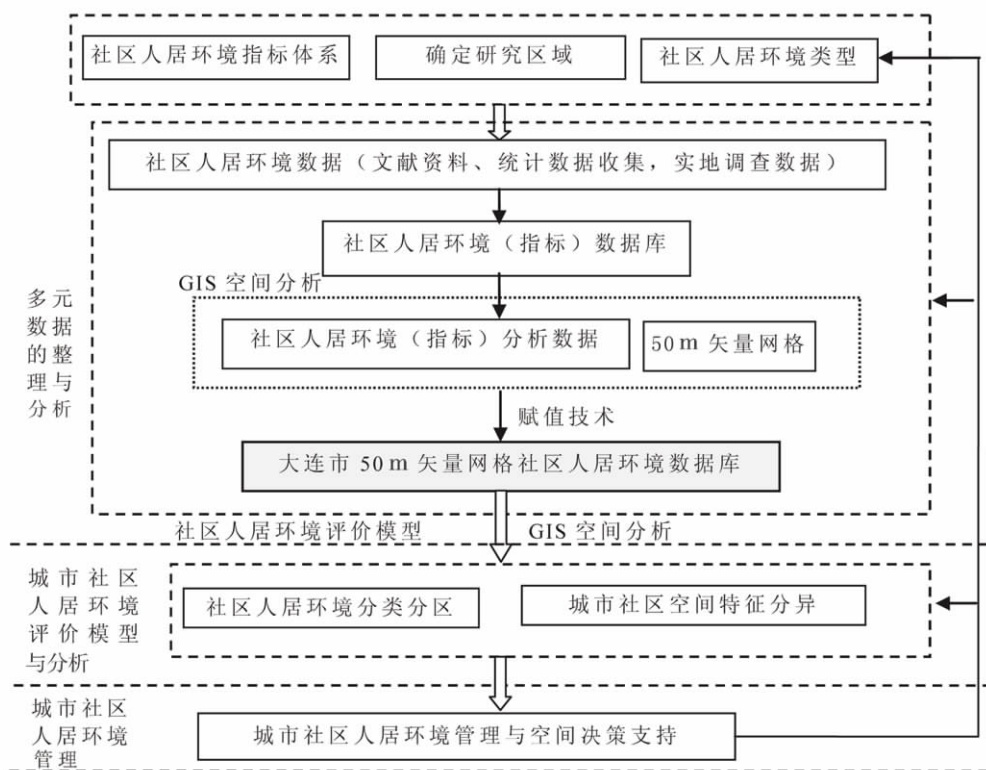 社区人居环境指标体系
确定研究区域
社区人居环境类型
社区人居环境数据（文献资料、统计数据收集，实地调查数据）
社区人居环境（指标）数据库
GIS 空间分析
多元
数据
的整
理与
分析
社区人居环境（指标）分析数据
50m 矢量网格
赋值技术
大连市 50m 矢量网格社区人居环境数据库
社区人居环境评价模型
GIS 空间分析
城市社区
人居环境
评价模型
与分析
社区人居环境分类分区
城市社区空间特征分异
城市社区
人居环境
管理
城市社区人居环境管理与空间决策支持